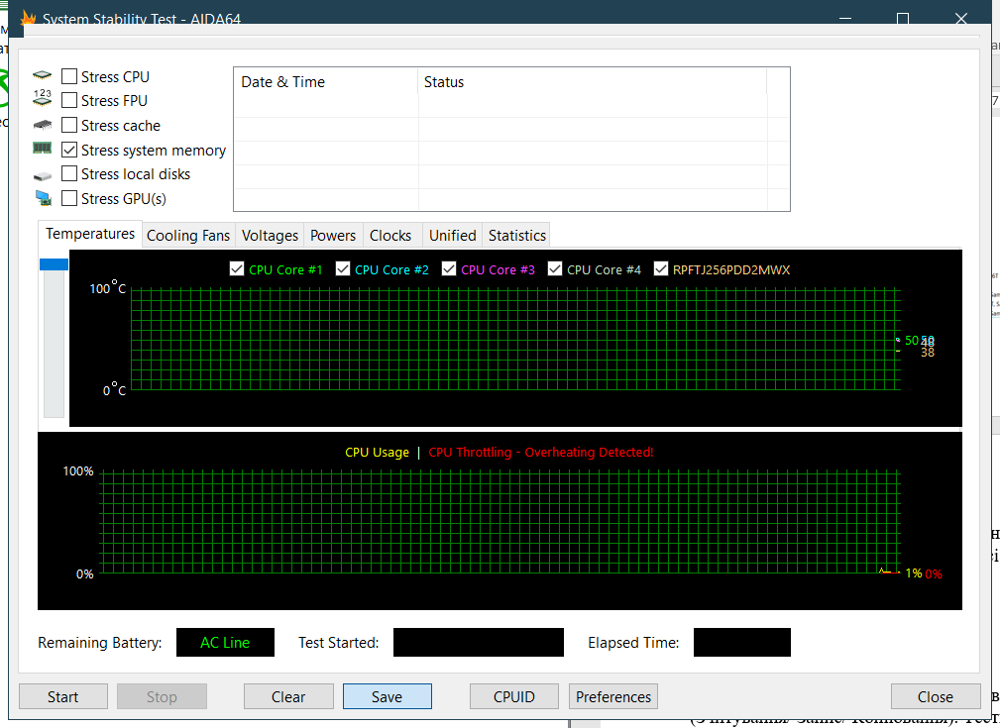 System Stability Test - AIDA64
Stress CPU
123
Stress FPU
Stress cache
Stress system memory
Stress local disks
Stress GPU(s)
Date & Time Status
Temperatures Cooling Fans Voltages Powers Clocks Unified Statistics
CPU Core #1 CPU Core #2 CPU Core #3 CPU Core #4 RPFTJ256PDD2MWX
100°C
50
38
0°C
CPU Usage | CPU Throttling - Overheating Detected!
100%
0% 1% 0%
Remaining Battery: AC Line Test Started: Elapsed Time:
Start Stop Clear Save CPUID Preferences Close